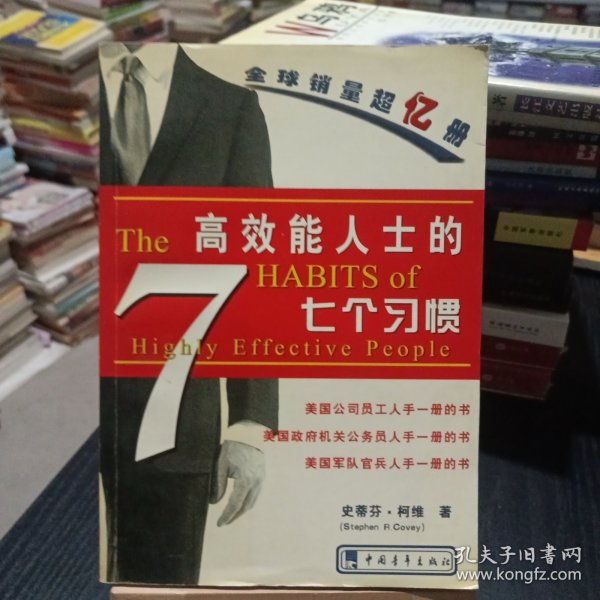 全球销量超亿册
The
高效能人士的
7
HABITS of
七个习惯
Highly Effective People
美国公司员工人手一册的书
美国政府机关公务员人手一册的书
美国军队官兵人手一册的书
史蒂芬·柯维 著
(Stephen R.Covey)
中国青年出版社
孔夫子旧书网
www.kongfz.com